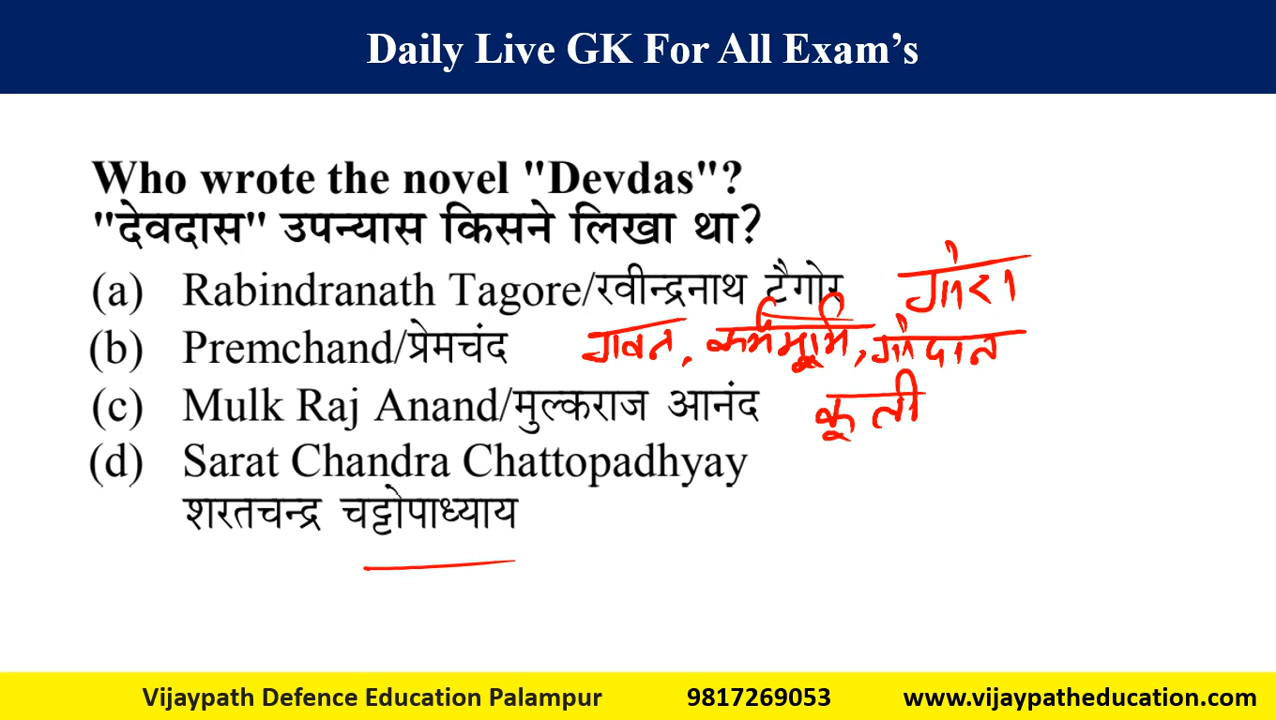 Daily Live GK For All Exam’s
Who wrote the novel "Devdas"?
"देवदास" उपन्यास किसने लिखा था?
(a) Rabindranath Tagore/रवीन्द्रनाथ टैगोर गोरा
(b) Premchand/प्रेमचंद गबन, कर्मभूमि, गोदान
(c) Mulk Raj Anand/मुल्कराज आनंद कूली
(d) Sarat Chandra Chattopadhyay
शरतचन्द्र चट्टोपाध्याय
Vijaypath Defence Education Palampur 9817269053 www.vijaypatheducation.com